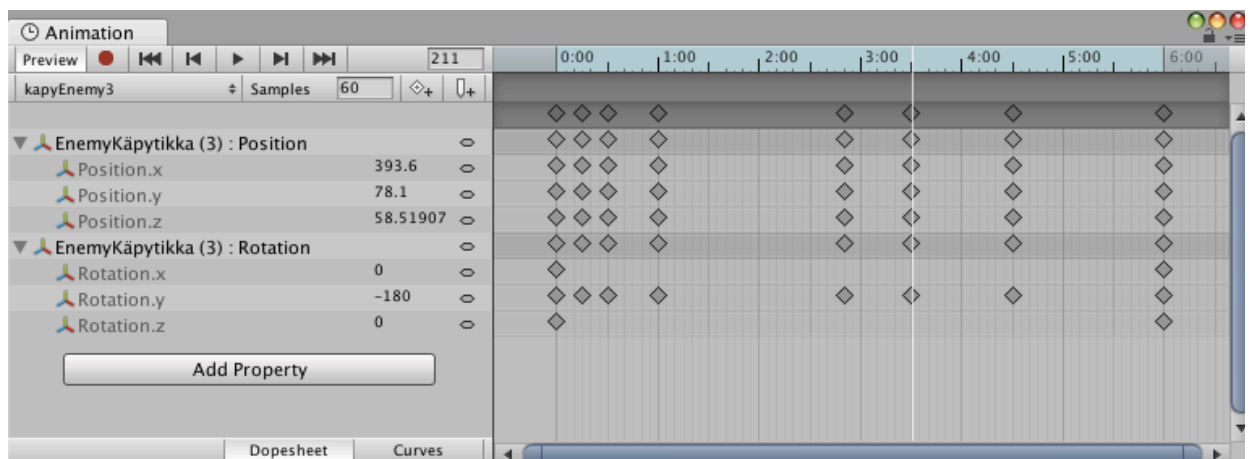 Animation
Preview 211 0:00 1:00 2:00 3:00 4:00 5:00 6:00
kapyEnemy3 Samples 60
EnemyKäpytikka (3) : Position
Position.x 393.6
Position.y 78.1
Position.z 58.51907
EnemyKäpytikka (3) : Rotation
Rotation.x 0
Rotation.y -180
Rotation.z 0
Add Property
Dopesheet Curves